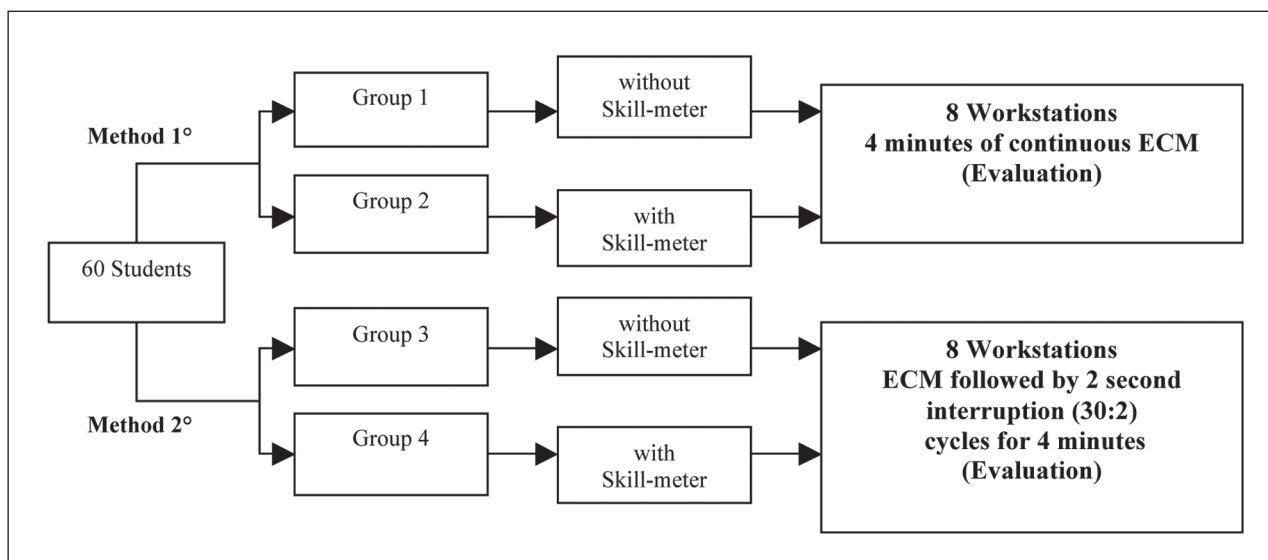 60 Students
Method 1°
Group 1
without
Skill-meter
Group 2
with
Skill-meter
8 Workstations
4 minutes of continuous ECM
(Evaluation)
Method 2°
Group 3
without
Skill-meter
Group 4
with
Skill-meter
8 Workstations
ECM followed by 2 second
interruption (30:2)
cycles for 4 minutes
(Evaluation)